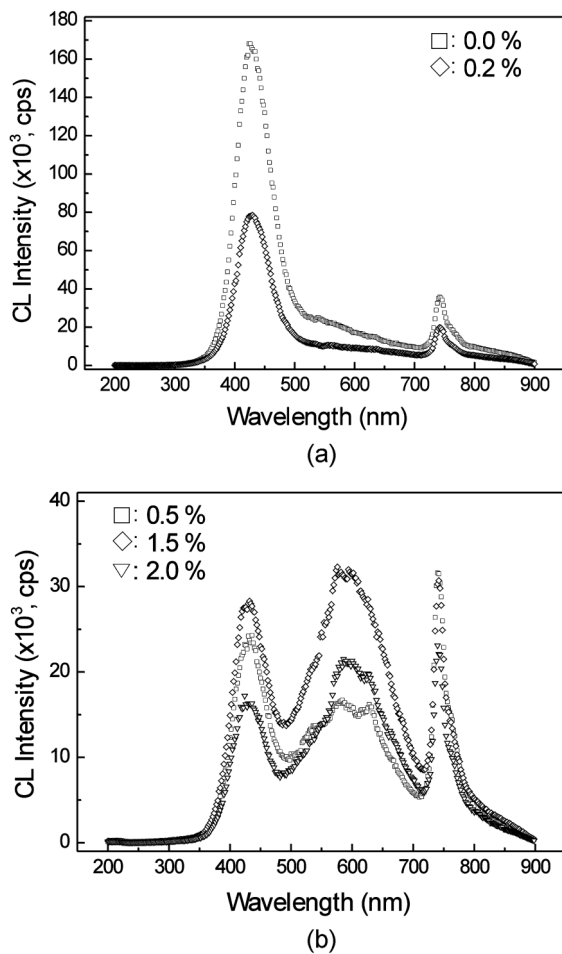 180
160
140
120
100
80
60
40
20
0
CL Intensity (x10³, cps)
□: 0.0 %
◇: 0.2 %
200 300 400 500 600 700 800 900
Wavelength (nm)
(a)
40
30
20
10
0
CL Intensity (x10³, cps)
□: 0.5 %
◇: 1.5 %
▽: 2.0 %
200 300 400 500 600 700 800 900
Wavelength (nm)
(b)